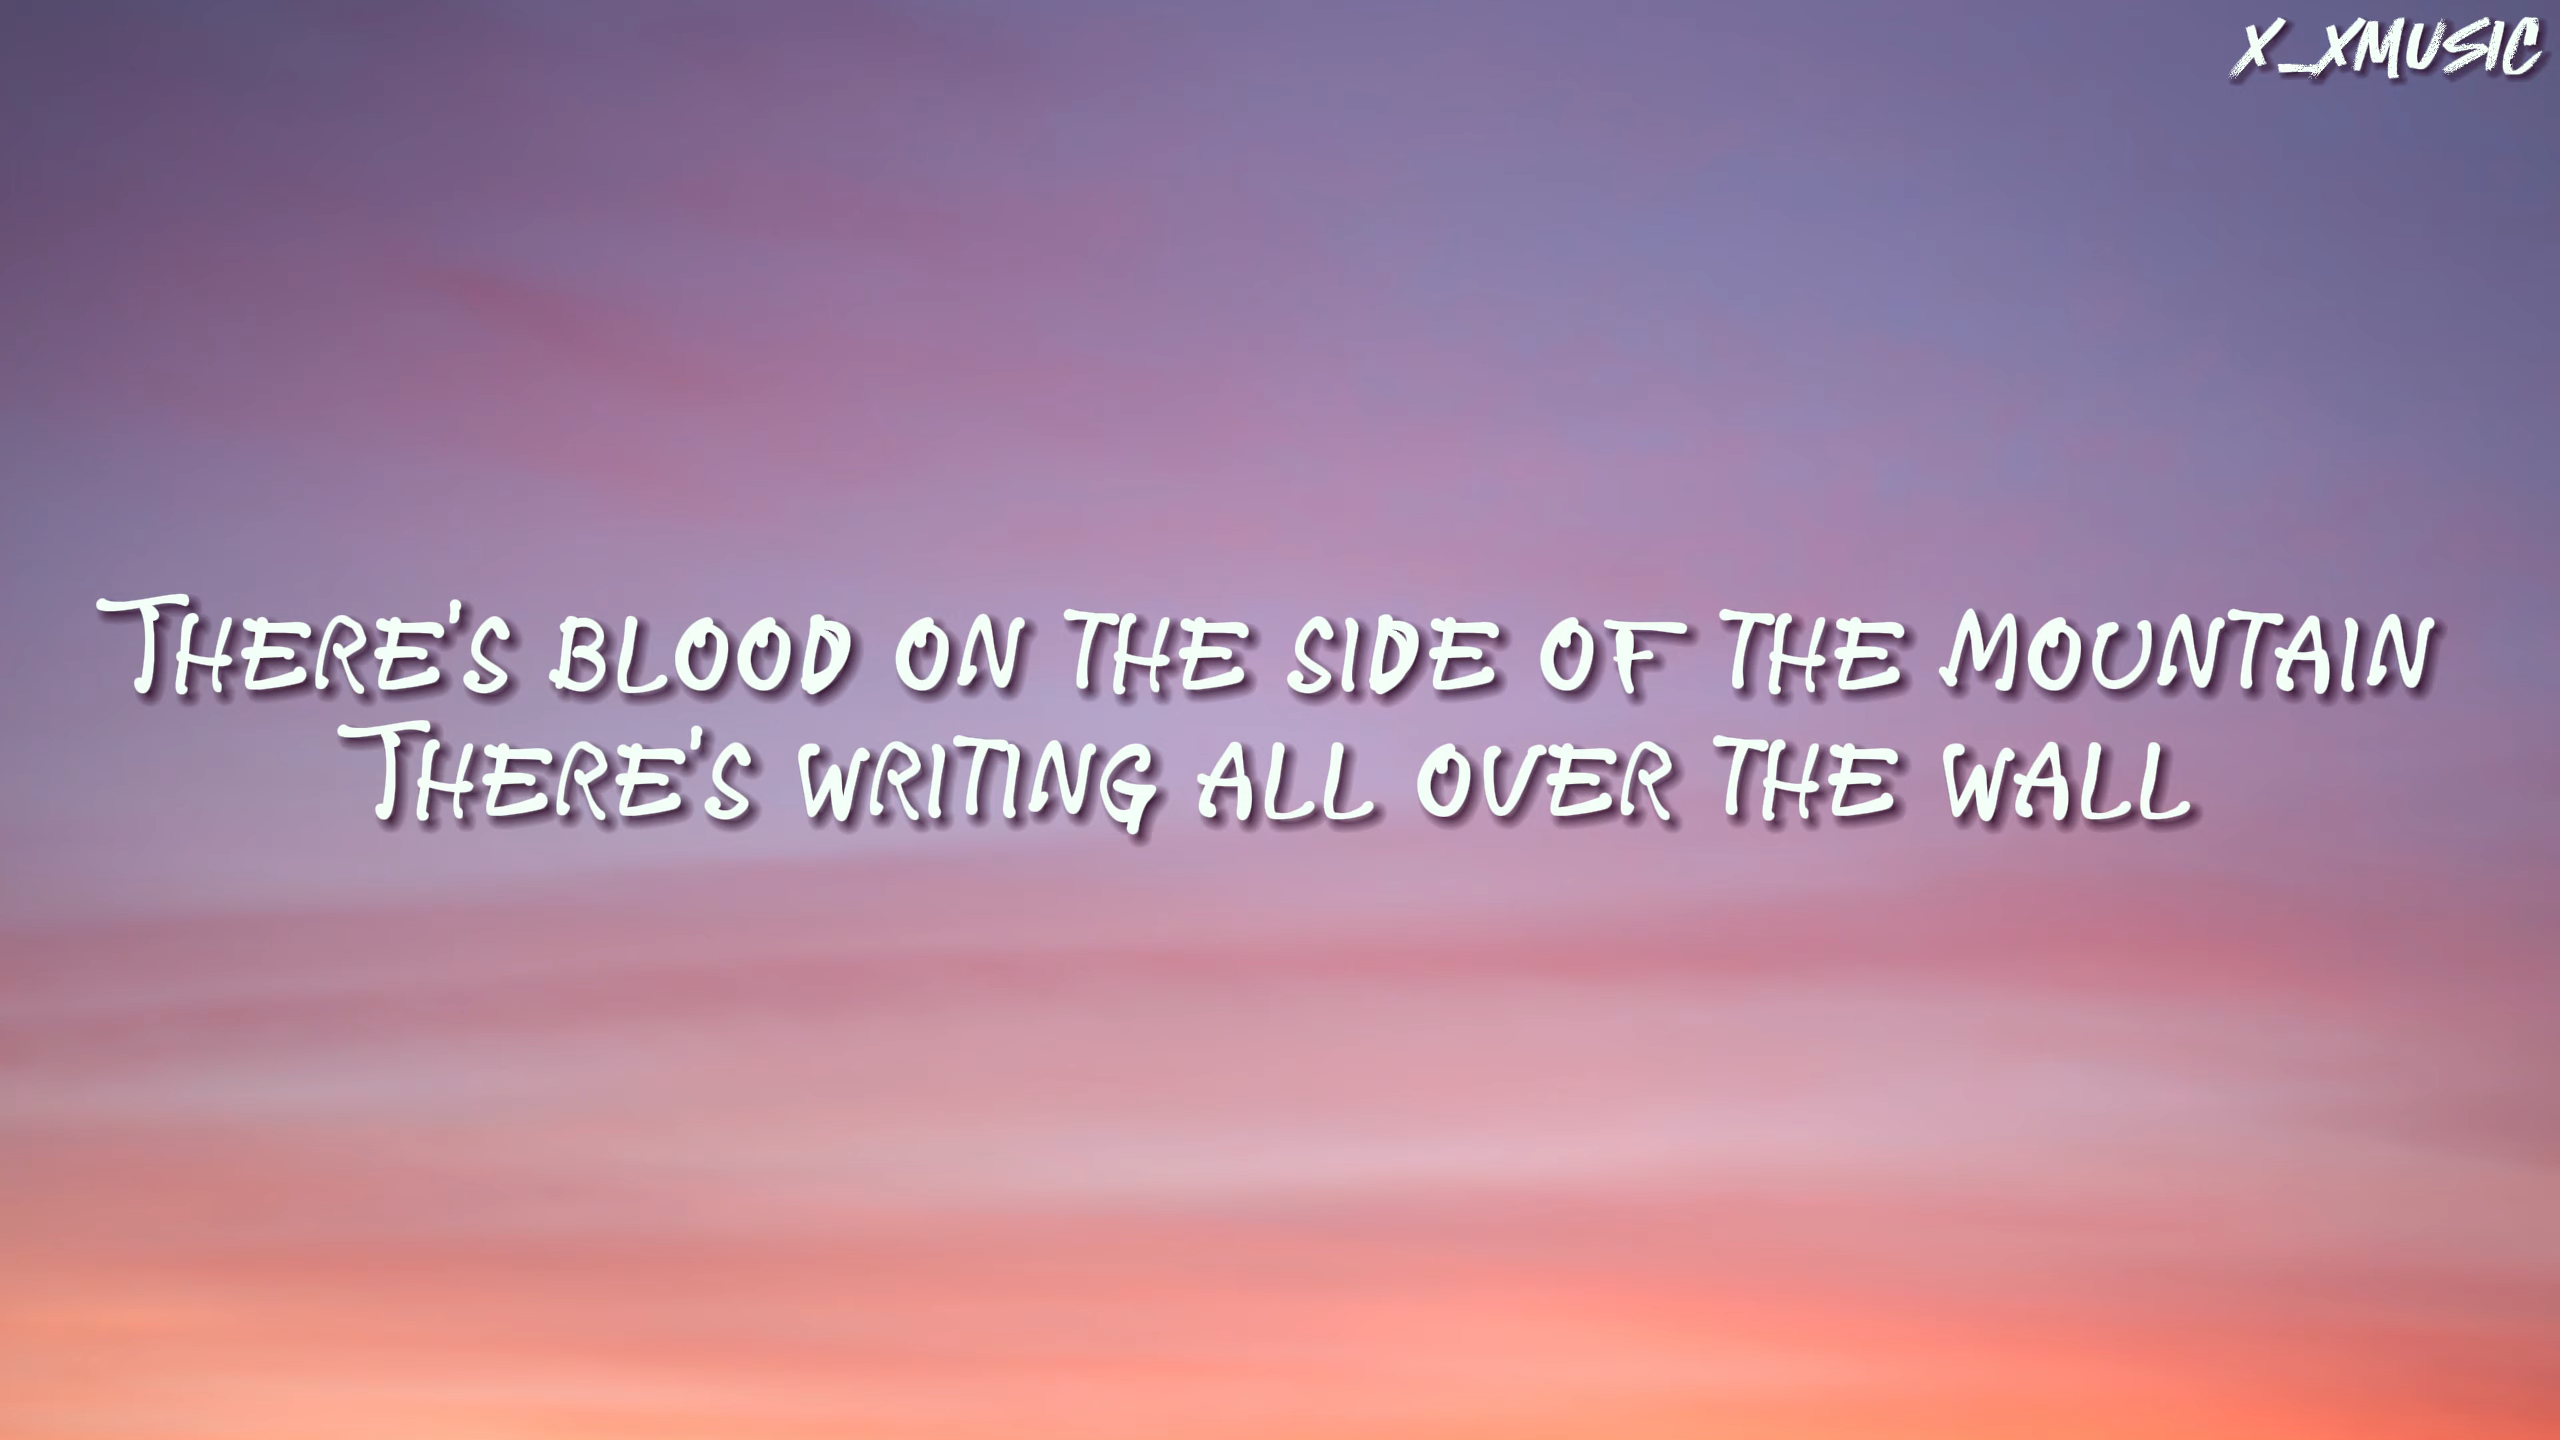 X_XMUSIC
There's blood on the side of the mountain
There's writing all over the wall